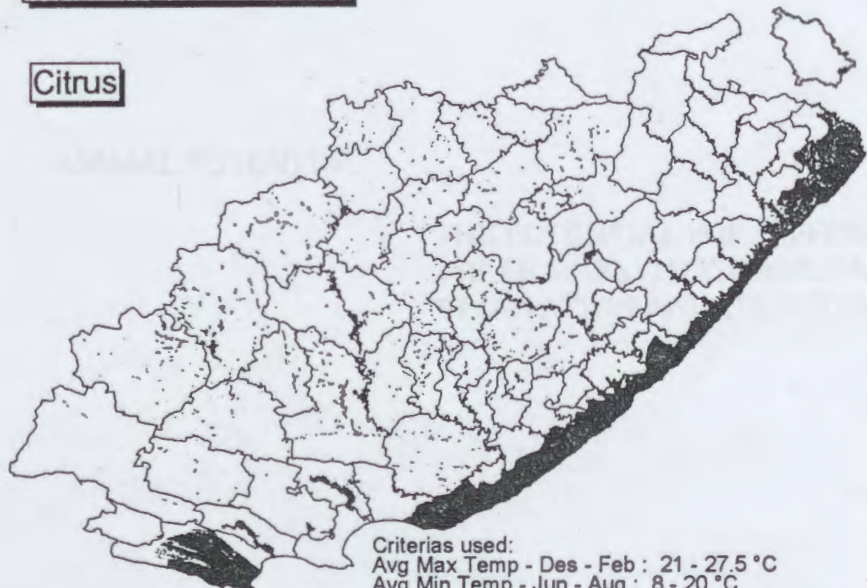 Citrus
Criterias used:
Avg Max Temp - Des - Feb : 21 - 27.5 °C
Avg Min Temp - Jun - Aug : 8 - 20 °C